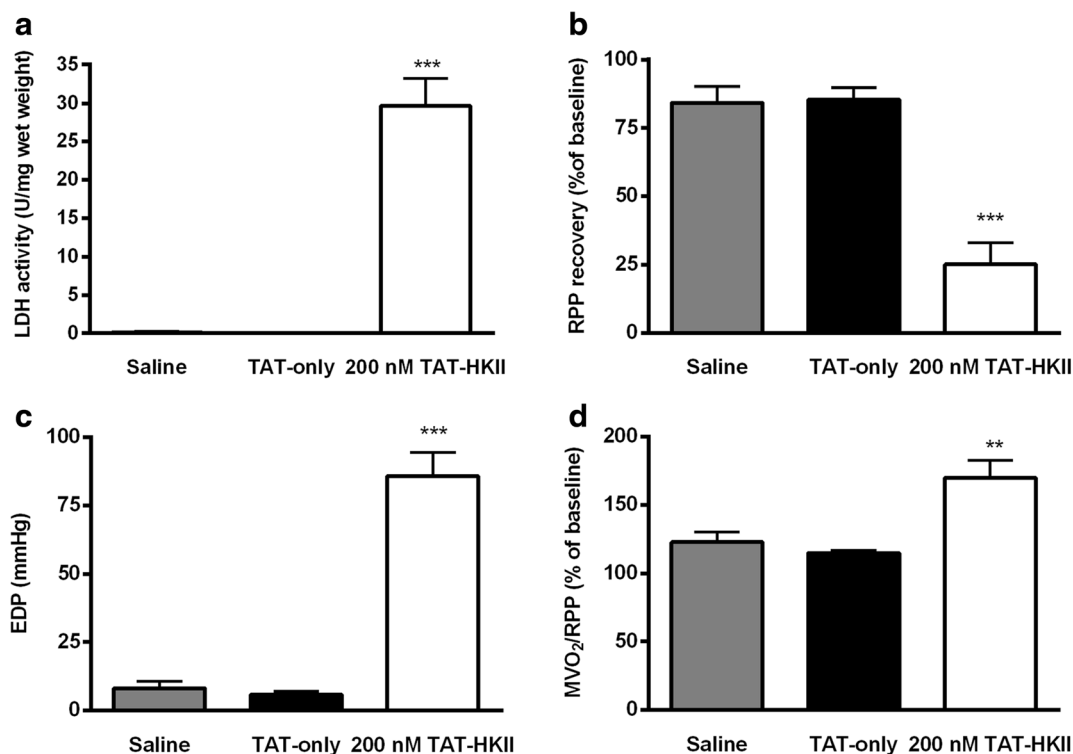 a
LDH activity (U/mg wet weight)
35
30
25
20
15
10
5
0
***
Saline
TAT-only
200 nM TAT-HKII
b
RPP recovery (%of baseline)
100
75
50
25
0
***
Saline
TAT-only
200 nM TAT-HKII
c
EDP (mmHg)
100
75
50
25
0
***
Saline
TAT-only
200 nM TAT-HKII
d
MVO₂/RPP (% of baseline)
200
150
100
50
0
**
Saline
TAT-only
200 nM TAT-HKII